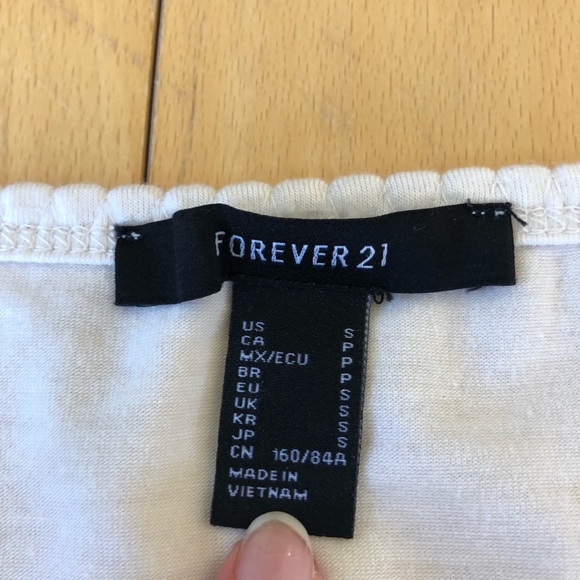 FOREVER 21
US S
CA P
MX/ECU P
BR P
EU S
UK S
KR S
JP S
CN 160/84A
MADE IN
VIETNAM